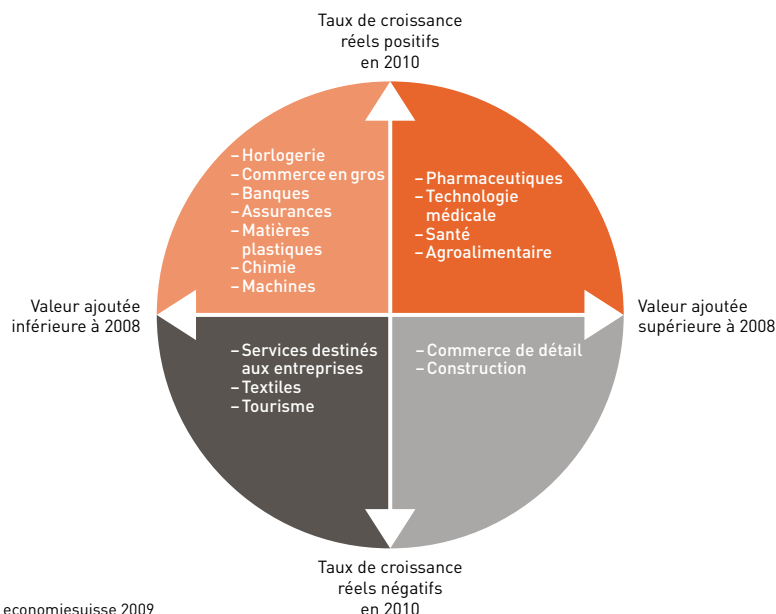 Taux de croissance
réels positifs
en 2010
– Horlogerie
– Commerce en gros
– Banques
– Assurances
– Matières
plastiques
– Chimie
– Machines
– Pharmaceutiques
– Technologie
médicale
– Santé
– Agroalimentaire
Valeur ajoutée
inférieure à 2008
Valeur ajoutée
supérieure à 2008
– Services destinés
aux entreprises
– Textiles
– Tourisme
– Commerce de détail
– Construction
Taux de croissance
réels négatifs
en 2010
economiesuisse 2009